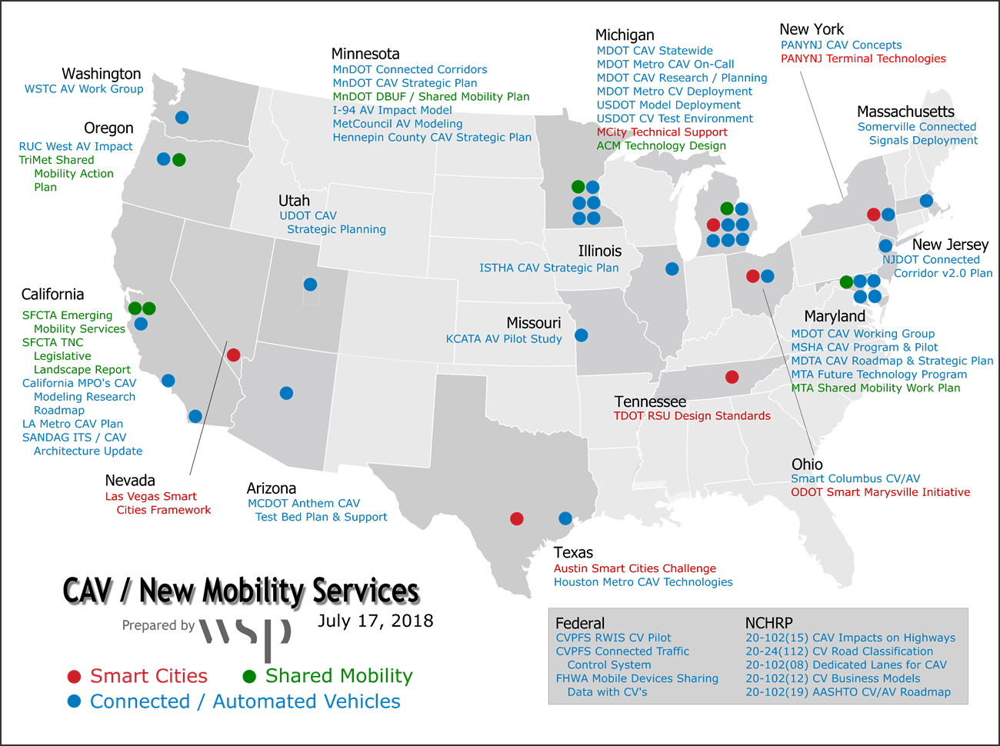 Washington
WSTC AV Work Group
Oregon
RUC West AV Impact
TriMet Shared
Mobility Action
Plan
Minnesota
MnDOT Connected Corridors
MnDOT CAV Strategic Plan
MnDOT DBUF / Shared Mobility Plan
I-94 AV Impact Model
MetCouncil AV Modeling
Hennepin County CAV Strategic Plan
Michigan
MDOT CAV Statewide
MDOT Metro CAV On-Call
MDOT CAV Research / Planning
MDOT Metro CV Deployment
USDOT Model Deployment
USDOT CV Test Environment
MCity Technical Support
ACM Technology Design
New York
PANYNJ CAV Concepts
PANYNJ Terminal Technologies
Massachusetts
Somerville Connected
Signals Deployment
Utah
UDOT CAV
Strategic Planning
Illinois
ISTHA CAV Strategic Plan
New Jersey
NJDOT Connected
Corridor v2.0 Plan
California
SFCTA Emerging
Mobility Services
SFCTA TNC
Legislative
Landscape Report
California MPO's CAV
Modeling Research
Roadmap
LA Metro CAV Plan
SANDAG ITS / CAV
Architecture Update
Missouri
KCATA AV Pilot Study
Maryland
MDOT CAV Working Group
MSHA CAV Program & Pilot
MDTA CAV Roadmap & Strategic Plan
MTA Future Technology Program
MTA Shared Mobility Work Plan
Tennessee
TDOT RSU Design Standards
Nevada
Las Vegas Smart
Cities Framework
Arizona
MCDOT Anthem CAV
Test Bed Plan & Support
Ohio
Smart Columbus CV/AV
ODOT Smart Marysville Initiative
Texas
Austin Smart Cities Challenge
Houston Metro CAV Technologies
CAV / New Mobility Services
Prepared by wsp July 17, 2018
Smart Cities
Shared Mobility
Connected / Automated Vehicles
Federal
CVPFS RWIS CV Pilot
CVPFS Connected Traffic
Control System
FHWA Mobile Devices Sharing
Data with CV's
NCHRP
20-102(15) CAV Impacts on Highways
20-24(112) CV Road Classification
20-102(08) Dedicated Lanes for CAV
20-102(12) CV Business Models
20-102(19) AASHTO CV/AV Roadmap